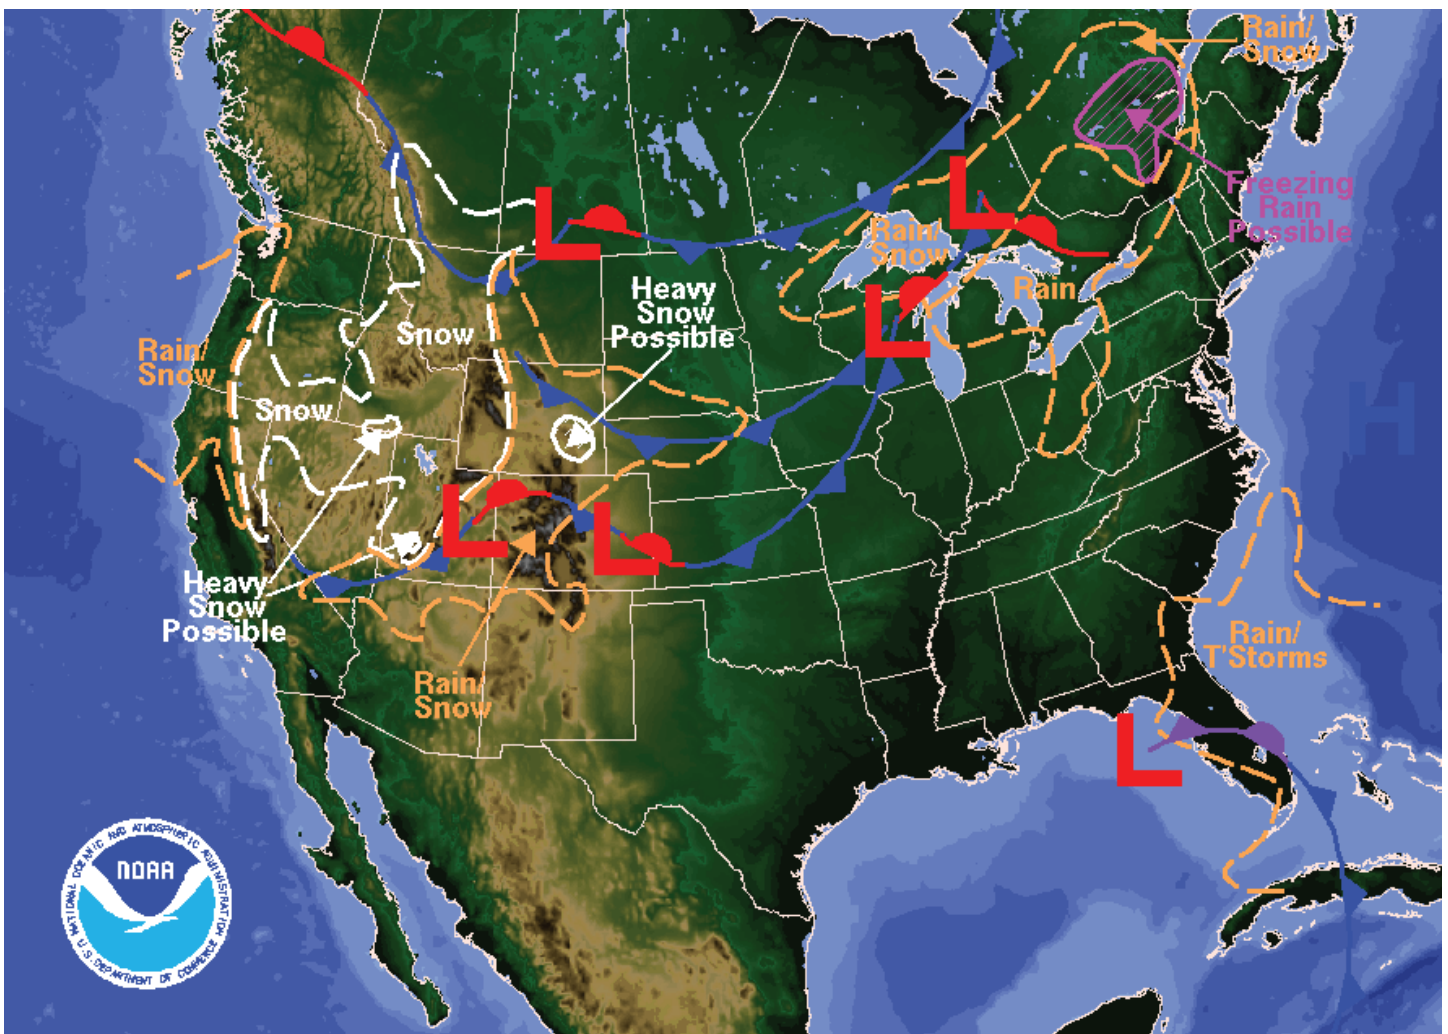 Rain/
Snow
Freezing
Rain
Possible
Rain/
Snow
Rain
L
L
L
H
Heavy
Snow
Possible
Snow
Rain/
Snow
Snow
L
L
Heavy
Snow
Possible
Rain/
Snow
Rain/
T'Storms
L
NOAA
NATIONAL OCEANIC AND ATMOSPHERIC ADMINISTRATION
U.S. DEPARTMENT OF COMMERCE